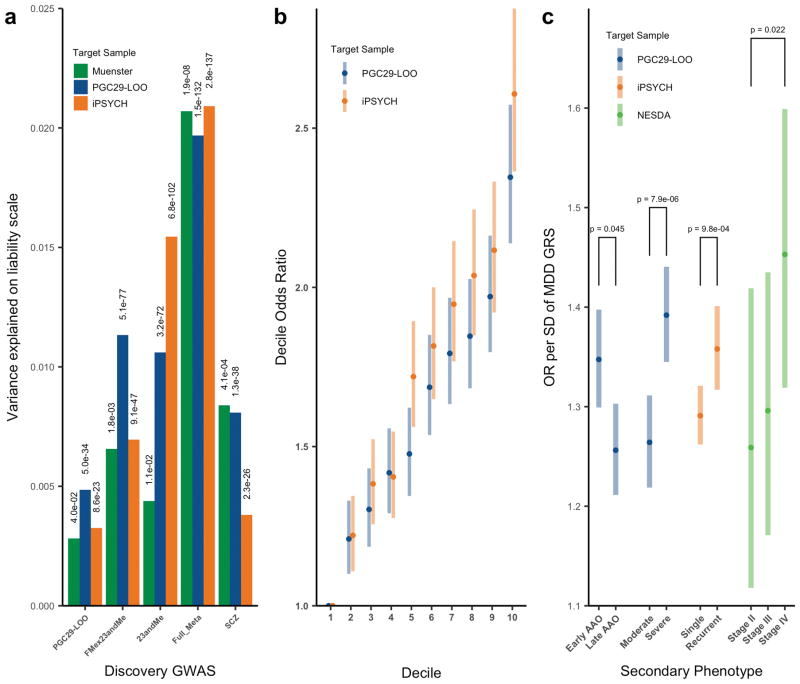 a
Variance explained on liability scale
0.025
0.020
0.015
0.010
0.005
0.000
Target Sample
Muenster
PGC29-LOO
iPSYCH
4.0e-02
5.0e-34
8.6e-23
1.8e-03
5.1e-77
9.1e-47
1.1e-02
3.2e-72
6.8e-102
1.9e-08
1.5e-132
2.8e-137
4.1e-04
1.3e-38
2.3e-26
PGC29-LOO
FMex23andMe
23andMe
Full_Meta
SCZ
Discovery GWAS
b
Decile Odds Ratio
2.5
2.0
1.5
1.0
Target Sample
PGC29-LOO
iPSYCH
1 2 3 4 5 6 7 8 9 10
Decile
c
OR per SD of MDD GRS
1.6
1.5
1.4
1.3
1.2
1.1
Target Sample
PGC29-LOO
iPSYCH
NESDA
p = 0.045
p = 7.9e-06
p = 9.8e-04
p = 0.022
Early AAO
Late AAO
Moderate
Severe
Single
Recurrent
Stage II
Stage III
Stage IV
Secondary Phenotype